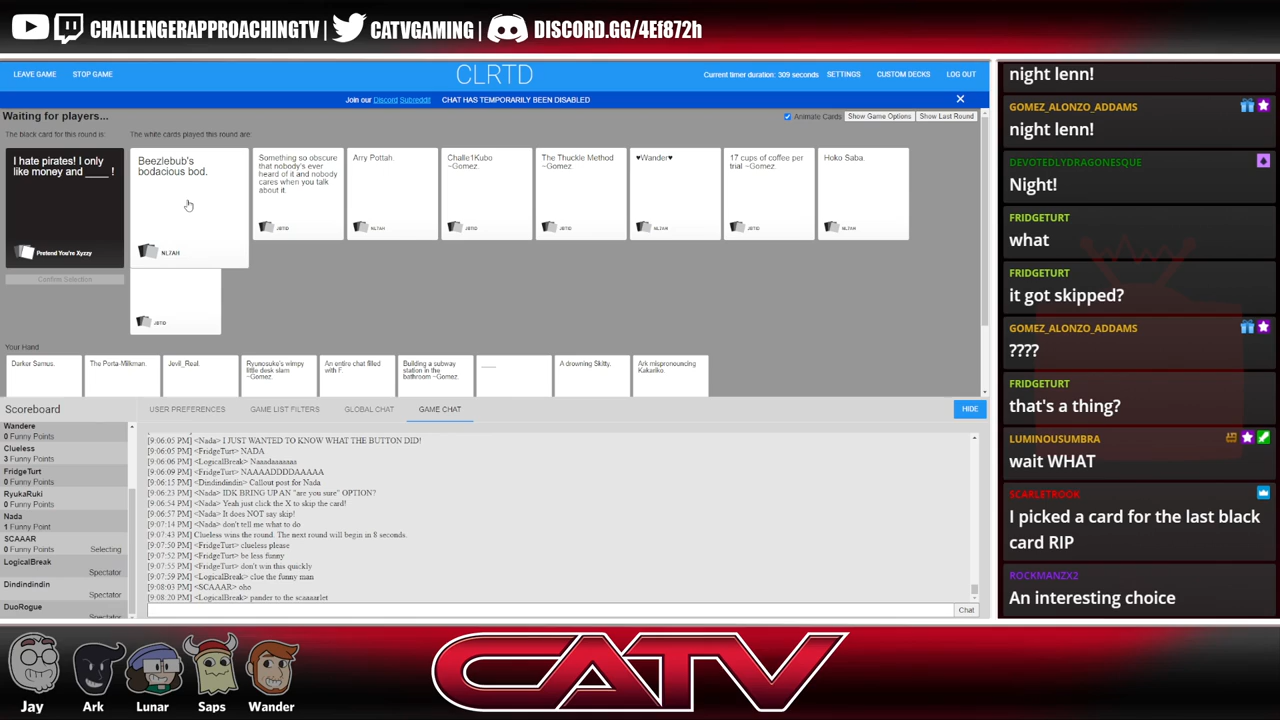 CHALLENGERAPPROACHINGTV | CATVGAMING | DISCORD.GG/4Ef872h
LEAVE GAME STOP GAME CLRTD Current timer duration: 309 seconds SETTINGS CUSTOM DECKS LOG OUT
Join our Discord Subreddit CHAT HAS TEMPORARILY BEEN DISABLED
Waiting for players...
Animate Cards Show Game Options Show Last Round
The black card for this round is: The white cards played this round are:
I hate pirates! I only
like money and ____ !
Pretend You're Xyzzy
Confirm Selection
Beezlebub's
bodacious bod.
NL7AH
Something so obscure
that nobody's ever
heard of it and nobody
cares when you talk
about it.
JBTID
Arry Pottah.
NL7AH
Challe1Kubo
~Gomez.
JBTID
The Thuckle Method
~Gomez.
JBTID
♥Wander♥
NL7AH
17 cups of coffee per
trial ~Gomez.
JBTID
Hoko Saba.
NL7AH
JBTID
Your Hand
Darker Samus.
The Porta-Milkman.
Jevil_Real.
Ryunosuke's wimpy
little desk slam
~Gomez.
An entire chat filled
with F.
Building a subway
station in the
bathroom ~Gomez.
____
A drowning Skitty.
Ark mispronouncing
Kakariko.
Scoreboard
Wandere
0 Funny Points
Clueless
3 Funny Points
FridgeTurt
0 Funny Points
RyukaRuki
0 Funny Points
Nada
1 Funny Point
SCAAAR
0 Funny Points Selecting
LogicalBreak
Spectator
Dindindindin
Spectator
DuoRogue
Spectator
USER PREFERENCES GAME LIST FILTERS GLOBAL CHAT GAME CHAT HIDE
[9:06:05 PM] <Nada> I JUST WANTED TO KNOW WHAT THE BUTTON DID!
[9:06:05 PM] <FridgeTurt> NADA
[9:06:06 PM] <LogicalBreak> Naaadaaaaaa
[9:06:09 PM] <FridgeTurt> NAAAADDDDAAAAA
[9:06:15 PM] <Dindindindin> Callout post for Nada
[9:06:23 PM] <Nada> IDK BRING UP AN "are you sure" OPTION?
[9:06:54 PM] <Nada> Yeah just click the X to skip the card!
[9:06:57 PM] <Nada> It does NOT say skip!
[9:07:14 PM] <Nada> don't tell me what to do
[9:07:43 PM] Clueless wins the round. The next round will begin in 8 seconds.
[9:07:50 PM] <FridgeTurt> clueless please
[9:07:52 PM] <FridgeTurt> be less funny
[9:07:55 PM] <FridgeTurt> don't win this quickly
[9:07:59 PM] <LogicalBreak> clue the funny man
[9:08:03 PM] <SCAAAR> oho
[9:08:20 PM] <LogicalBreak> pander to the scaaaarlet
Chat
night lenn!
GOMEZ_ALONZO_ADDAMS
night lenn!
DEVOTEDLYDRAGONESQUE
Night!
FRIDGETURT
what
FRIDGETURT
it got skipped?
GOMEZ_ALONZO_ADDAMS
????
FRIDGETURT
that's a thing?
LUMINOUSUMBRA
wait WHAT
SCARLETROOK
I picked a card for the last black
card RIP
ROCKMANZX2
An interesting choice
Jay Ark Lunar Saps Wander
CATV